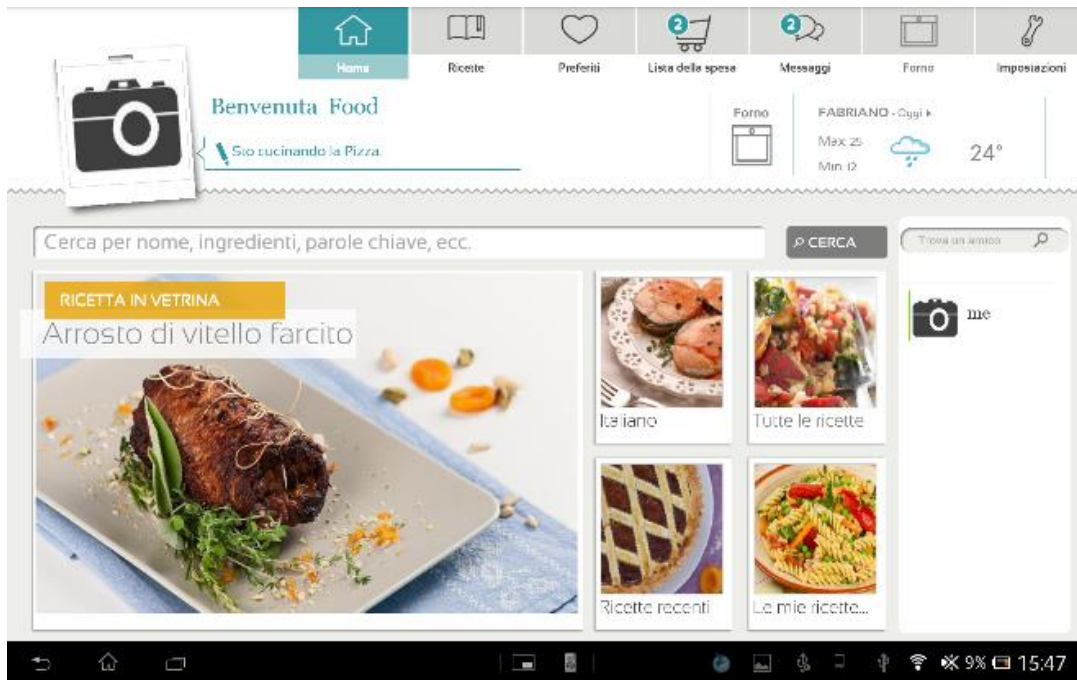 2
2
Home
Ricette
Preferiti
Lista della spesa
Messaggi
Forno
Impostazioni
Benvenuta Food
Sto cucinando la Pizza.
Forno
FABRIANO - Oggi
Max 25
Min 12
24°
Cerca per nome, ingredienti, parole chiave, ecc.
CERCA
Trova un amico
RICETTA IN VETRINA
Arrosto di vitello farcito
me
Italiano
Tutte le ricette
Ricette recenti
Le mie ricette...
9% 15:47